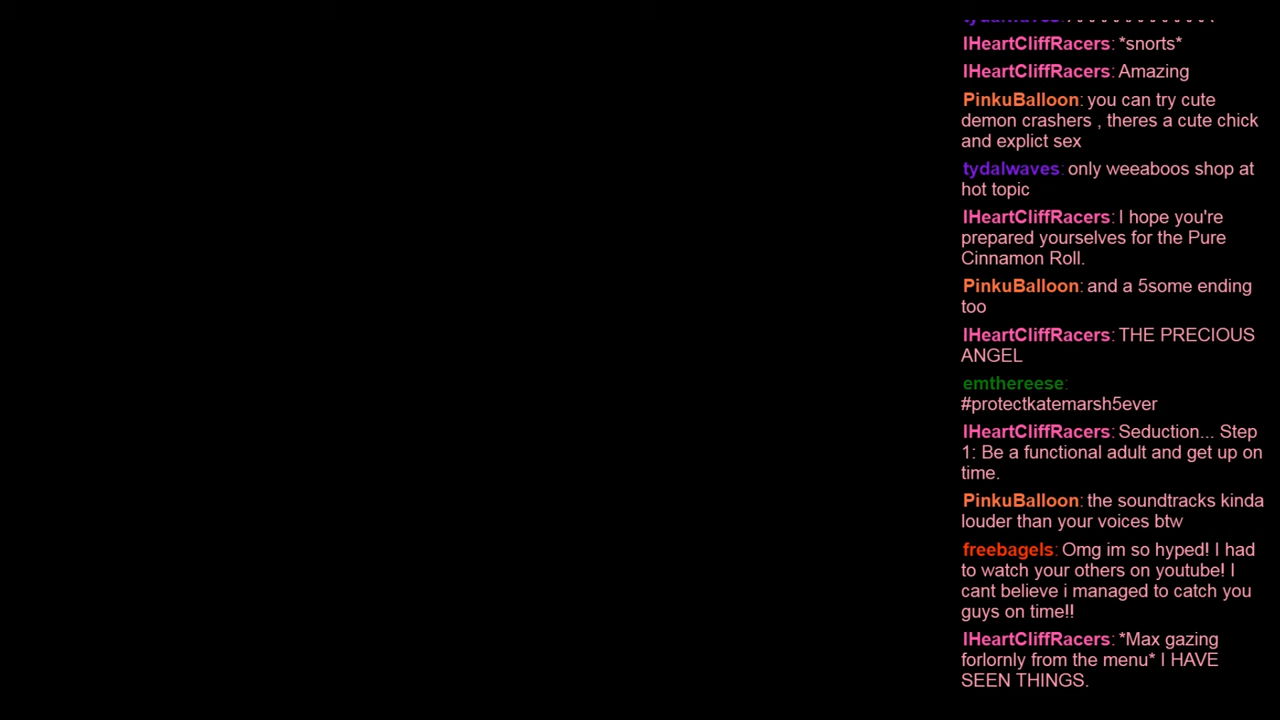 IHeartCliffRacers: *snorts*
IHeartCliffRacers: Amazing
PinkuBalloon: you can try cute
demon crashers , theres a cute chick
and explict sex
tydalwaves: only weeaboos shop at
hot topic
IHeartCliffRacers: I hope you're
prepared yourselves for the Pure
Cinnamon Roll.
PinkuBalloon: and a 5some ending
too
IHeartCliffRacers: THE PRECIOUS
ANGEL
emthereese:
#protectkatemarsh5ever
IHeartCliffRacers: Seduction... Step
1: Be a functional adult and get up on
time.
PinkuBalloon: the soundtracks kinda
louder than your voices btw
freebagels: Omg im so hyped! I had
to watch your others on youtube! I
cant believe i managed to catch you
guys on time!!
IHeartCliffRacers: *Max gazing
forlornly from the menu* I HAVE
SEEN THINGS.